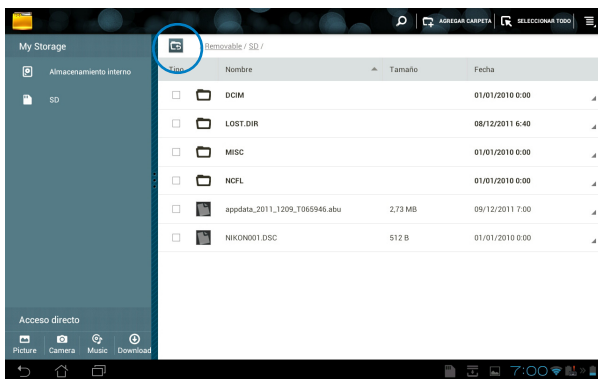 AGREGAR CARPETA SELECCIONAR TODO
My Storage
Removable / SD /
Almacenamiento interno
SD
Tipo Nombre Tamaño Fecha
DCIM 01/01/2010 0:00
LOST.DIR 08/12/2011 6:40
MISC 01/01/2010 0:00
NCFL 01/01/2010 0:00
appdata_2011_1209_T065946.abu 2,73 MB 09/12/2011 7:00
NIKON001.DSC 512 B 01/01/2010 0:00
Acceso directo
Picture Camera Music Download
7:00